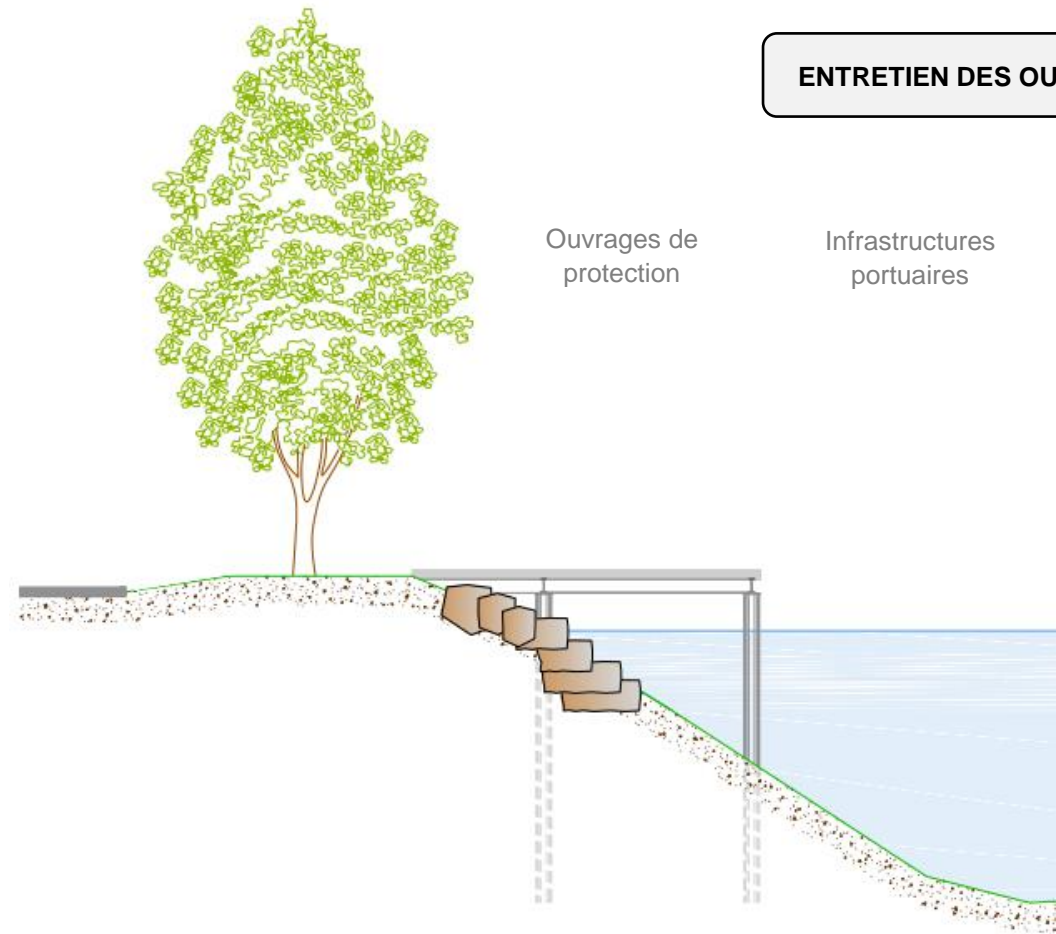 ENTRETIEN DES OU
Ouvrages de
protection
Infrastructures
portuaires